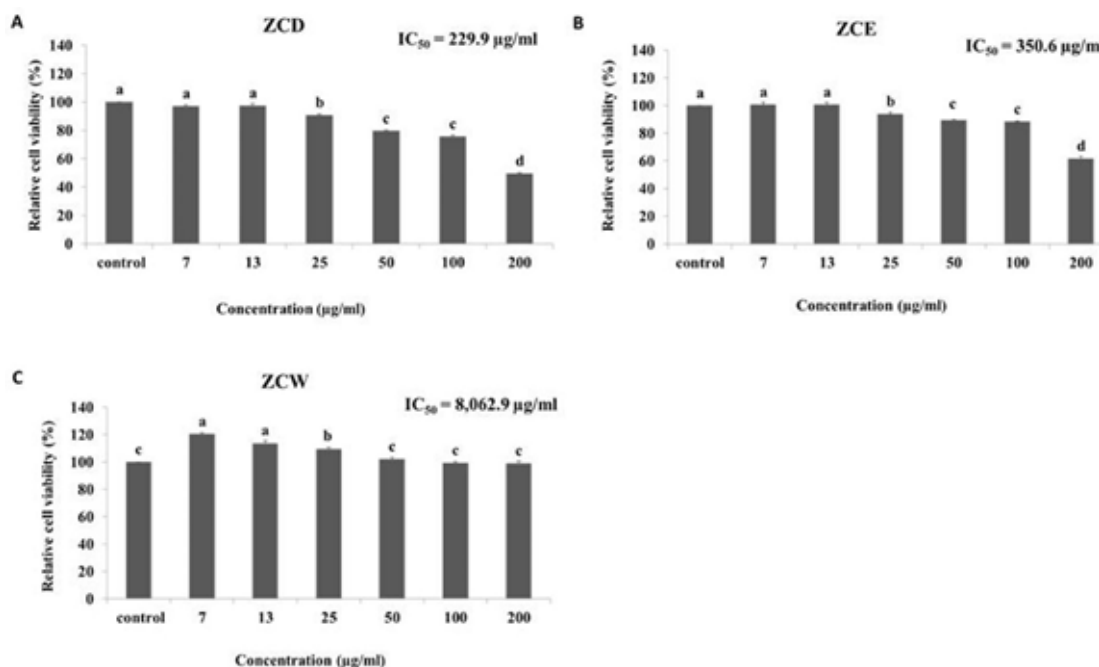 A
ZCD
IC50 = 229.9 µg/ml
Relative cell viability (%)
140
120
100
80
60
40
20
0
a a a b c c d
control 7 13 25 50 100 200
Concentration (µg/ml)
B
ZCE
IC50 = 350.6 µg/m
Relative cell viability (%)
140
120
100
80
60
40
20
0
a a a b c c d
control 7 13 25 50 100 200
Concentration (µg/ml)
C
ZCW
IC50 = 8,062.9 µg/ml
Relative cell viability (%)
140
120
100
80
60
40
20
0
c a a b c c c
control 7 13 25 50 100 200
Concentration (µg/ml)